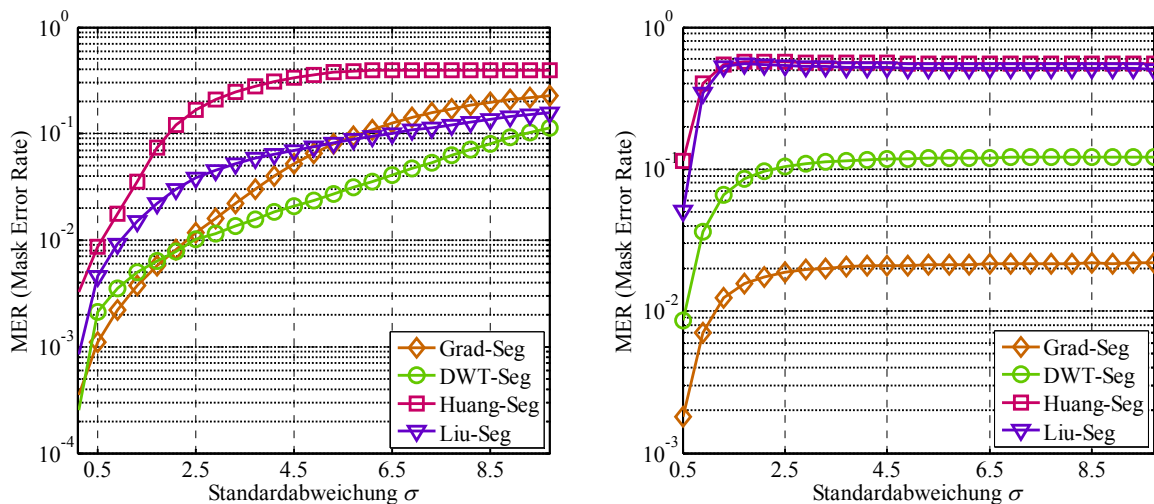 MER (Mask Error Rate)
10^0
10^-1
10^-2
10^-3
10^-4
0.5 2.5 4.5 6.5 8.5
Standardabweichung σ
Grad-Seg
DWT-Seg
Huang-Seg
Liu-Seg
MER (Mask Error Rate)
10^0
10^-1
10^-2
10^-3
0.5 2.5 4.5 6.5 8.5
Standardabweichung σ
Grad-Seg
DWT-Seg
Huang-Seg
Liu-Seg